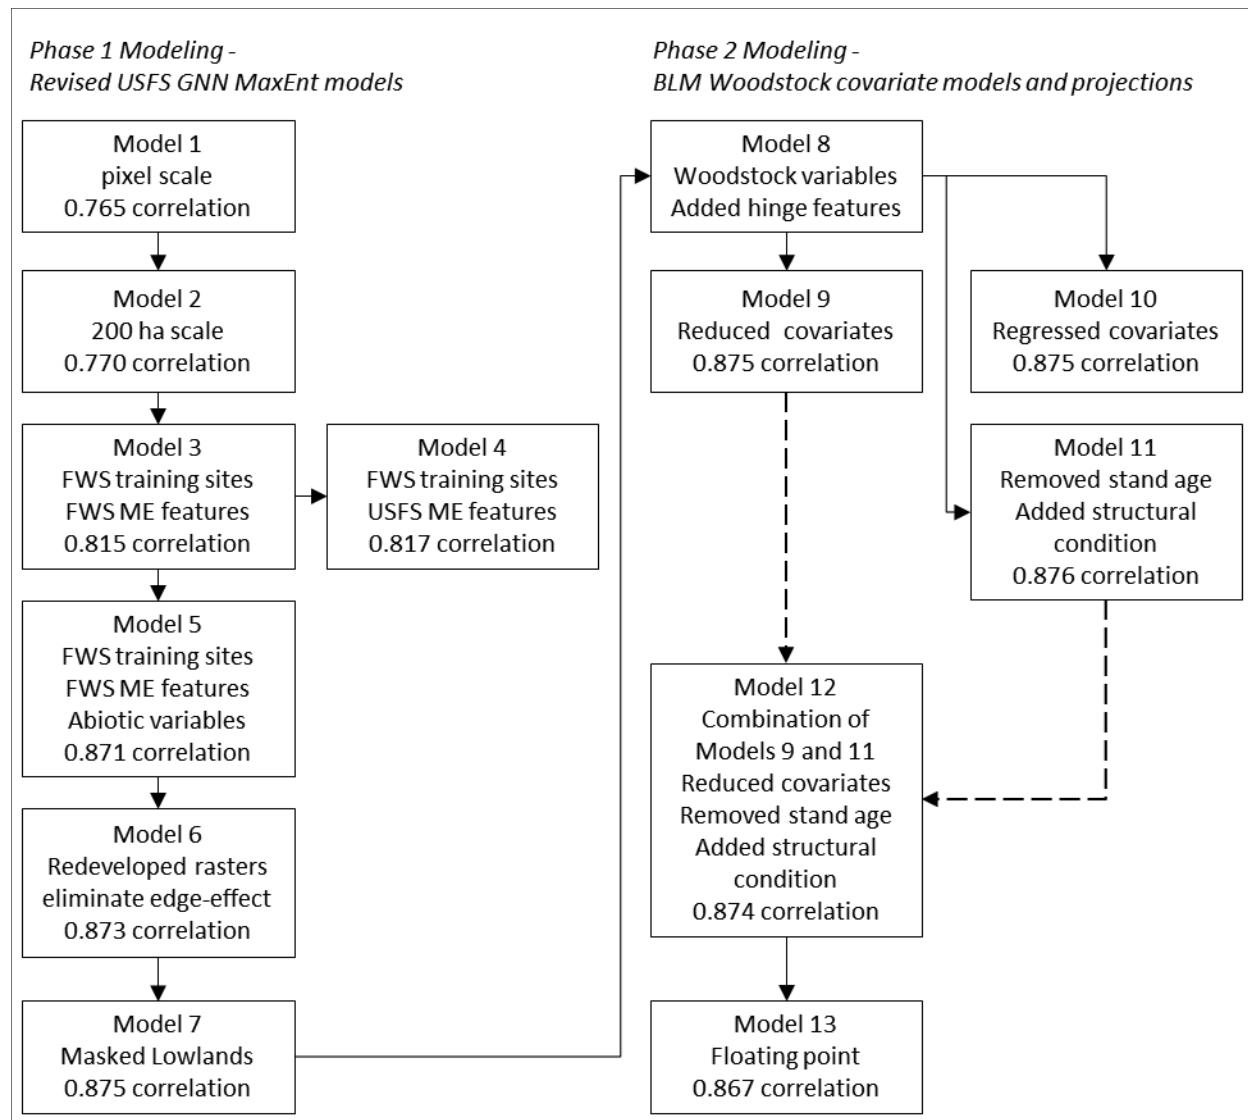 Phase 1 Modeling -
Revised USFS GNN MaxEnt models
Model 1
pixel scale
0.765 correlation
Model 2
200 ha scale
0.770 correlation
Model 3
FWS training sites
FWS ME features
0.815 correlation
Model 4
FWS training sites
USFS ME features
0.817 correlation
Model 5
FWS training sites
FWS ME features
Abiotic variables
0.871 correlation
Model 6
Redeveloped rasters
eliminate edge-effect
0.873 correlation
Model 7
Masked Lowlands
0.875 correlation
Phase 2 Modeling -
BLM Woodstock covariate models and projections
Model 8
Woodstock variables
Added hinge features
Model 9
Reduced covariates
0.875 correlation
Model 10
Regressed covariates
0.875 correlation
Model 11
Removed stand age
Added structural
condition
0.876 correlation
Model 12
Combination of
Models 9 and 11
Reduced covariates
Removed stand age
Added structural
condition
0.874 correlation
Model 13
Floating point
0.867 correlation